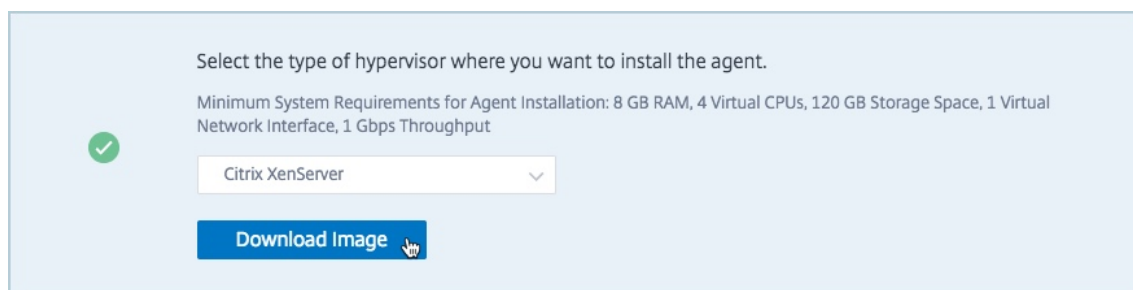 Select the type of hypervisor where you want to install the agent.
Minimum System Requirements for Agent Installation: 8 GB RAM, 4 Virtual CPUs, 120 GB Storage Space, 1 Virtual
Network Interface, 1 Gbps Throughput
Citrix XenServer
Download Image